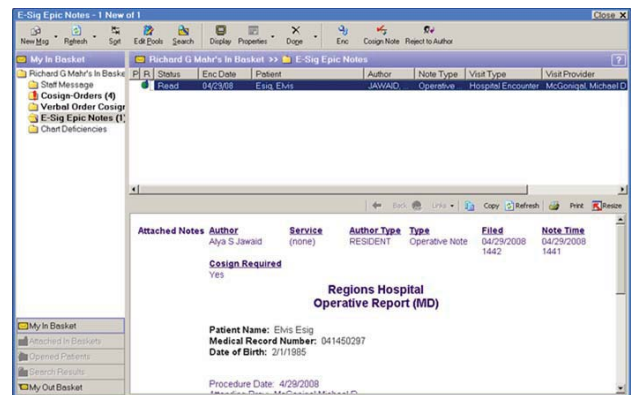 E-Sig Epic Notes - 1 New of 1 Close X
New Msg Refresh Sort Edit Pools Search Display Properties Done Enc Cosign Note Reject to Author
My In Basket Richard G Mahr's In Basket >> E-Sig Epic Notes ?
Richard G Mahr's In Baske
Staff Message
Cosign-Orders (4)
Verbal Order Cosigr
E-Sig Epic Notes (1)
Chart Deficiencies
P R Status Enc Date Patient Author Note Type Visit Type Visit Provider
Read 04/29/08 Esig, Elvis JAWAID, ... Operative ... Hospital Encounter McGonigal, Michael D
Back Links Copy Refresh Print Resize
Attached Notes Author Service Author Type Type Filed Note Time
Alya S Jawaid (none) RESIDENT Operative Note 04/29/2008 04/29/2008
1442 1441
Cosign Required
Yes
Regions Hospital
Operative Report (MD)
Patient Name: Elvis Esig
Medical Record Number: 041450297
Date of Birth: 2/1/1985
Procedure Date: 4/29/2008
My In Basket
Attached In Baskets
Opened Patients
Search Results
My Out Basket